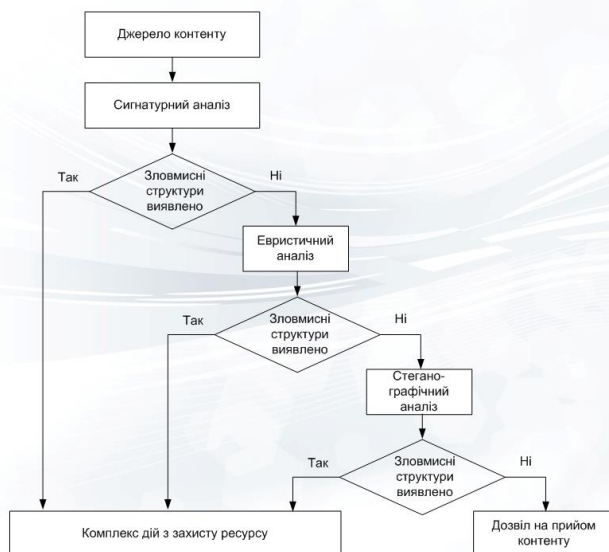 Джерело контенту
Сигнатурний аналіз
Так
Зловмисні
структури
виявлено
Ні
Евристичний
аналіз
Так
Зловмисні
структури
виявлено
Ні
Стегано-
графічний
аналіз
Так
Зловмисні
структури
виявлено
Ні
Комплекс дій з захисту ресурсу
Дозвіл на прийом
контенту